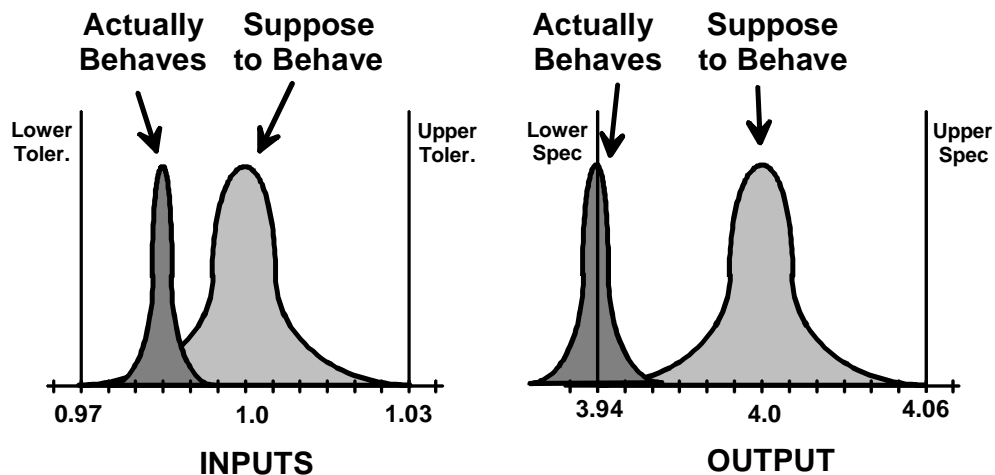 Actually
Behaves
Suppose
to Behave
Lower
Toler.
Upper
Toler.
0.97
1.0
1.03
INPUTS
Actually
Behaves
Suppose
to Behave
Lower
Spec
Upper
Spec
3.94
4.0
4.06
OUTPUT